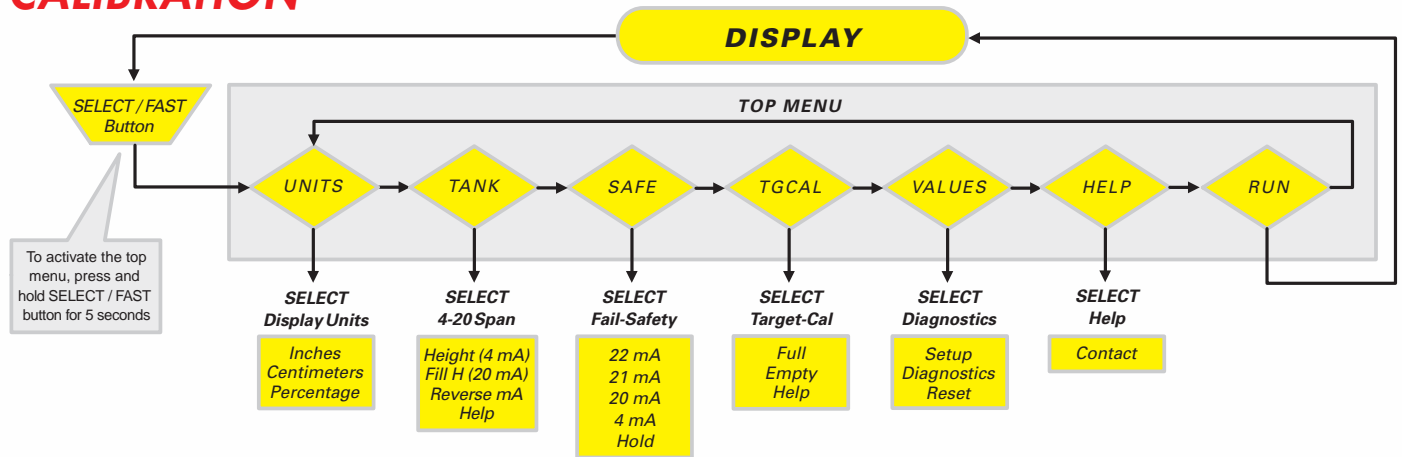 CALIBRATION
DISPLAY
SELECT / FAST
Button
TOP MENU
UNITS
TANK
SAFE
TGCAL
VALUES
HELP
RUN
To activate the top
menu, press and
hold SELECT / FAST
button for 5 seconds
SELECT
Display Units
Inches
Centimeters
Percentage
SELECT
4-20 Span
Height (4 mA)
Fill H (20 mA)
Reverse mA
Help
SELECT
Fail-Safety
22 mA
21 mA
20 mA
4 mA
Hold
SELECT
Target-Cal
Full
Empty
Help
SELECT
Diagnostics
Setup
Diagnostics
Reset
SELECT
Help
Contact